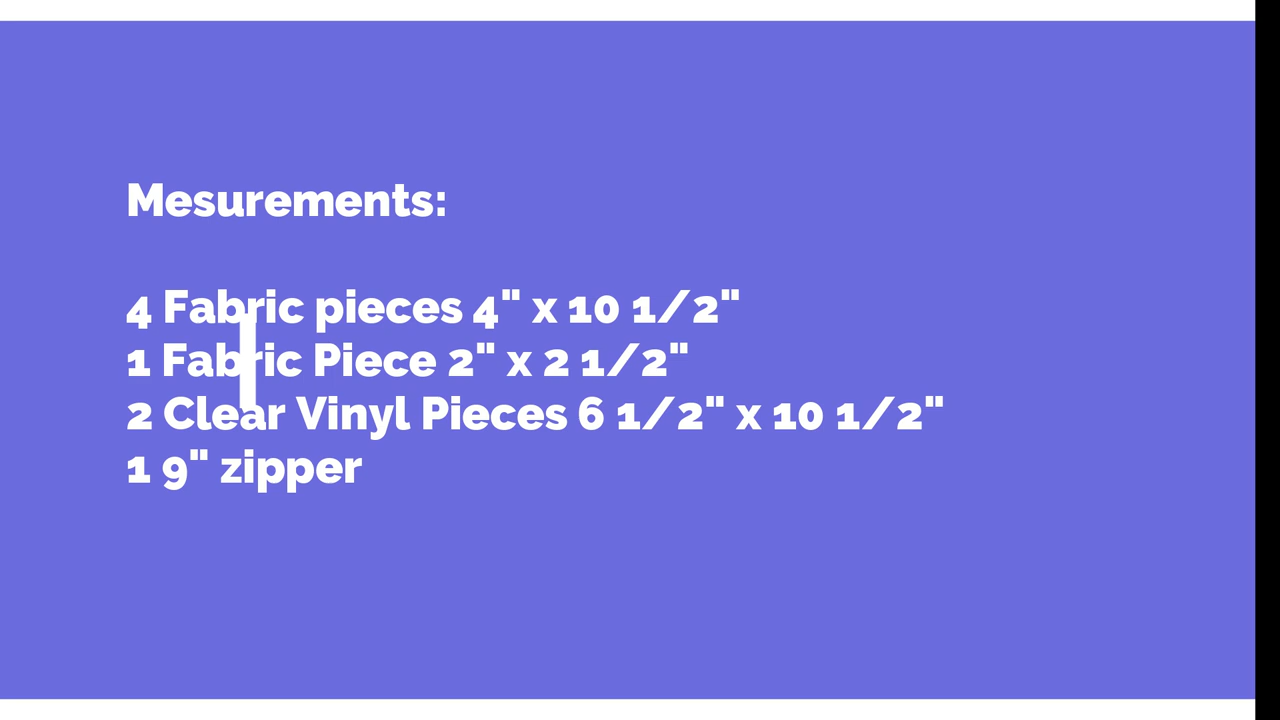 Mesurements:
4 Fabric pieces 4" x 10 1/2"
1 Fabric Piece 2" x 2 1/2"
2 Clear Vinyl Pieces 6 1/2" x 10 1/2"
1 9" zipper